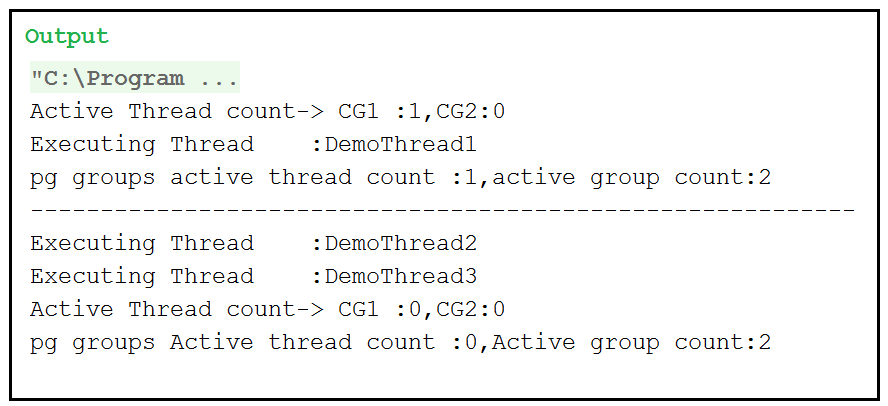 Output
"C:\Program ...
Active Thread count-> CG1 :1,CG2:0
Executing Thread    :DemoThread1
pg groups active thread count :1,active group count:2
-----------------------------------------------------------
Executing Thread    :DemoThread2
Executing Thread    :DemoThread3
Active Thread count-> CG1 :0,CG2:0
pg groups Active thread count :0,Active group count:2